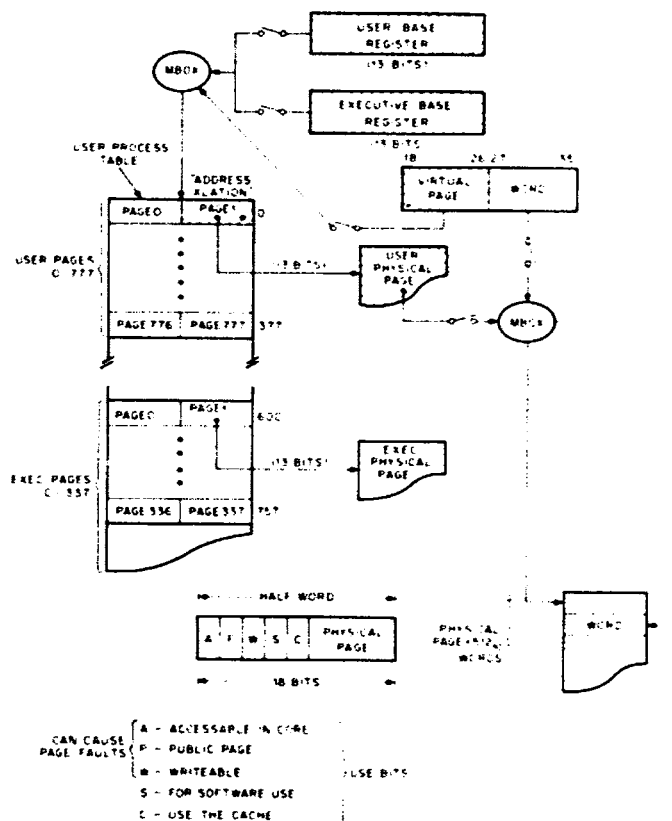 USER BASE
REGISTER
(13 BITS)
MBOX
EXECUTIVE BASE
REGISTER
(13 BITS
USER PROCESS
TABLE
ADDRESS
XLATION
18 26 27 35
VIRTUAL
PAGE
WORD
PAGE0 PAGE1 0
USER PAGES
0-777
(13 BITS)
USER
PHYSICAL
PAGE
MBOX
PAGE 776 PAGE 777 377
PAGE0 PAGE1 600
EXEC PAGES
0-337
(13 BITS)
EXEC
PHYSICAL
PAGE
PAGE 336 PAGE 337 757
HALF WORD
A P W S C PHYSICAL
PAGE
18 BITS
PHYSICAL
PAGE
WORDS
WORD
CAN CAUSE
PAGE FAULTS
A - ACCESSABLE IN CORE
P - PUBLIC PAGE
W - WRITEABLE
S - FOR SOFTWARE USE
C - USE THE CACHE
USE BITS